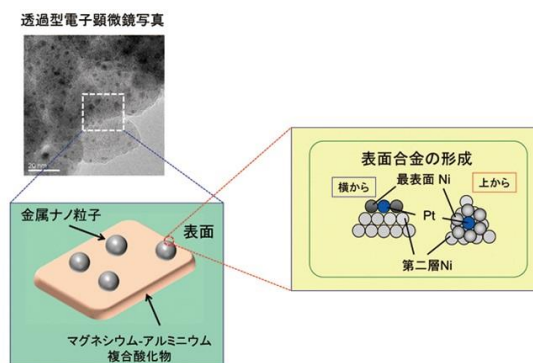 透過型電子顕微鏡写真
20 nm
金属ナノ粒子
表面
マグネシウム-アルミニウム
複合酸化物
表面合金の形成
最表面 Ni
横から
上から
Pt
第二層Ni